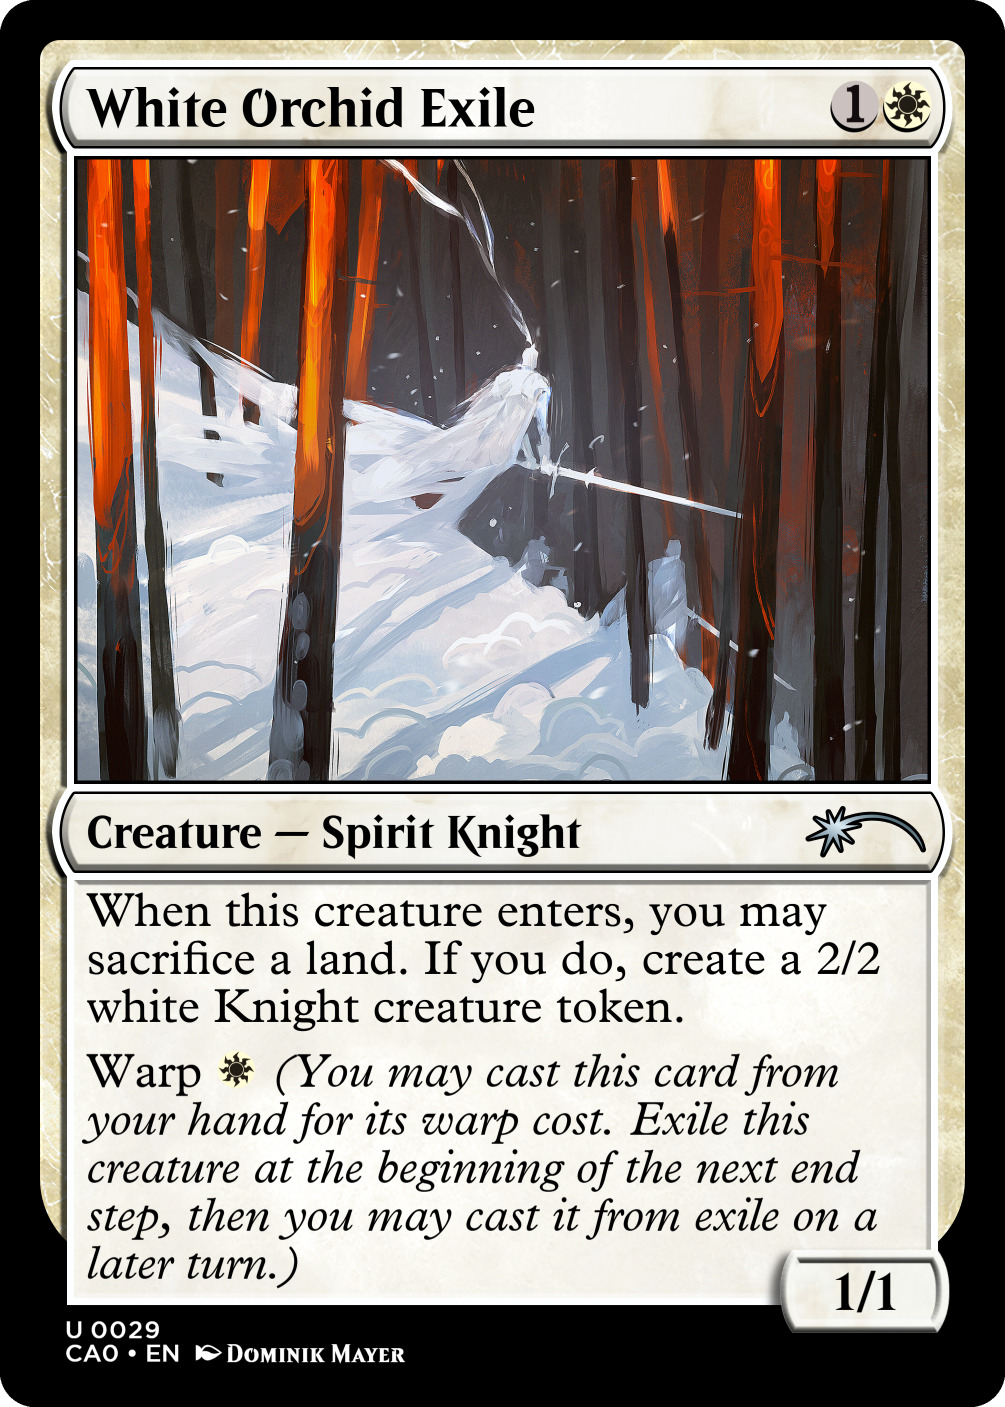 White Orchid Exile 1
Creature — Spirit Knight
When this creature enters, you may
sacrifice a land. If you do, create a 2/2
white Knight creature token.
Warp (You may cast this card from
your hand for its warp cost. Exile this
creature at the beginning of the next end
step, then you may cast it from exile on a
later turn.)
1/1
U 0029
CAO • EN DOMINIK MAYER